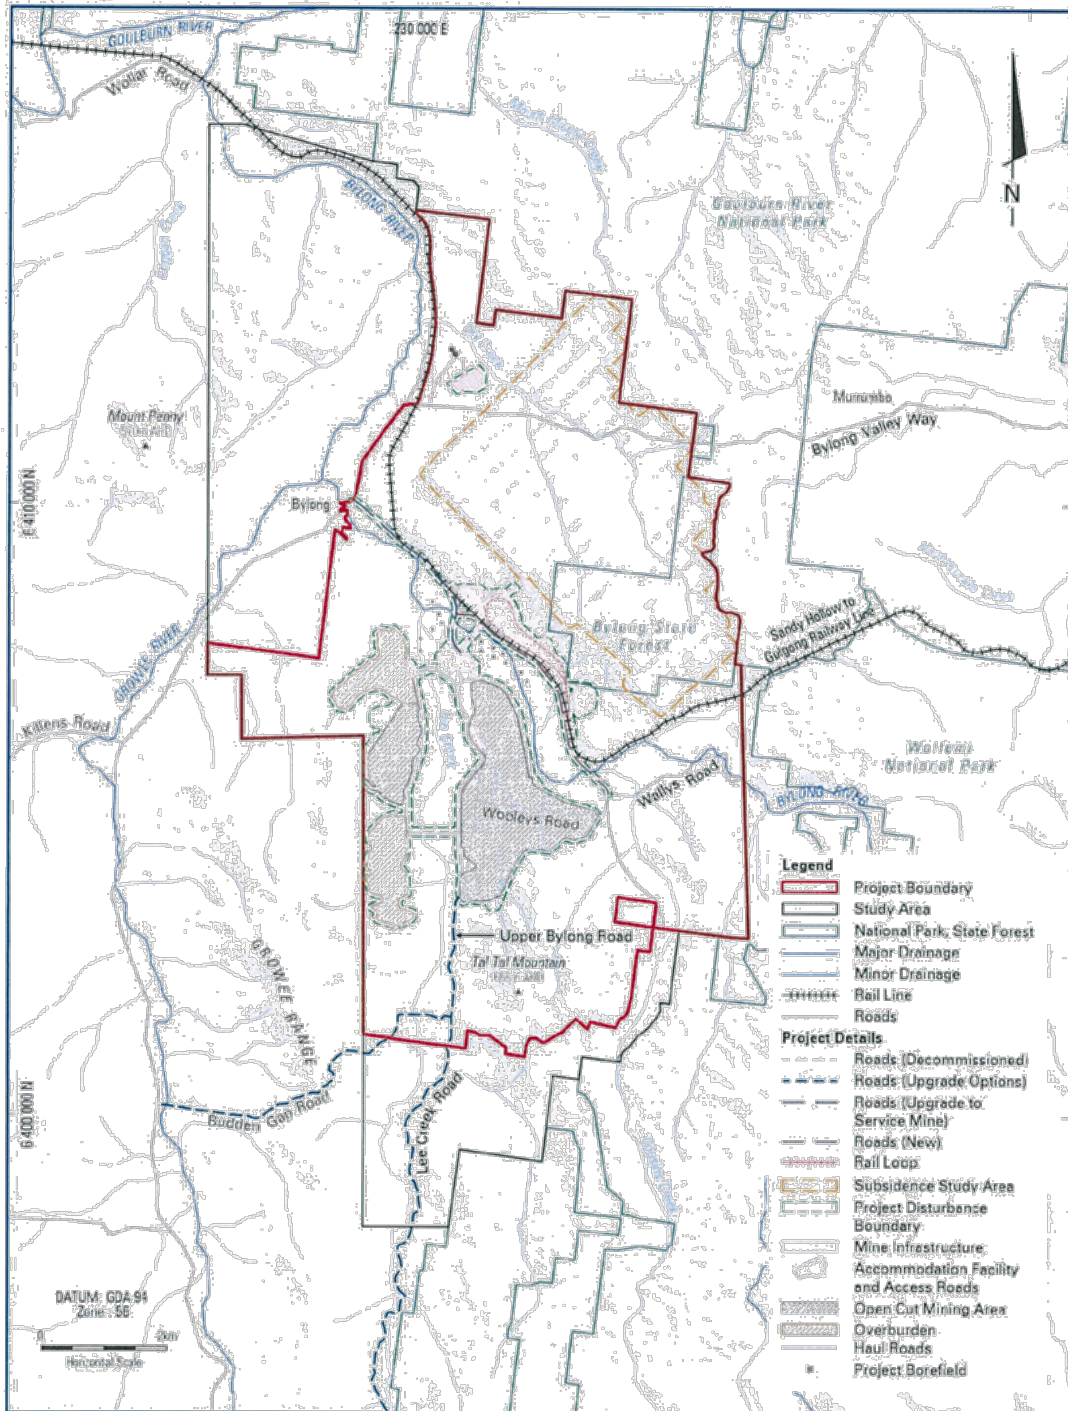 GOULBURN RIVER
230 000 E
Wollar Road
BYLONG RIVER
Goulburn River
National Park
N
Mount Penny
Murrumbo
Bylong Valley Way
6 410 000 N
Bylong
GROWEE RIVER
Bylong State
Forest
Sandy Hollow to
Gulgong Railway Line
Killens Road
Wollemi
National Park
Wallys Road
BYLONG RIVER
Wooleys Road
Upper Bylong Road
Tal Tal Mountain
GROWEE RANGE
Budden Gap Road
Lee Creek Road
6 400 000 N
Legend
Project Boundary
Study Area
National Park, State Forest
Major Drainage
Minor Drainage
Rail Line
Roads
Project Details
Roads (Decommissioned)
Roads (Upgrade Options)
Roads (Upgrade to
Service Mine)
Roads (New)
Rail Loop
Subsidence Study Area
Project Disturbance
Boundary
Mine Infrastructure
Accommodation Facility
and Access Roads
Open Cut Mining Area
Overburden
Haul Roads
Project Borefield
DATUM: GDA 94
Zone : 56
0 2km
Horizontal Scale